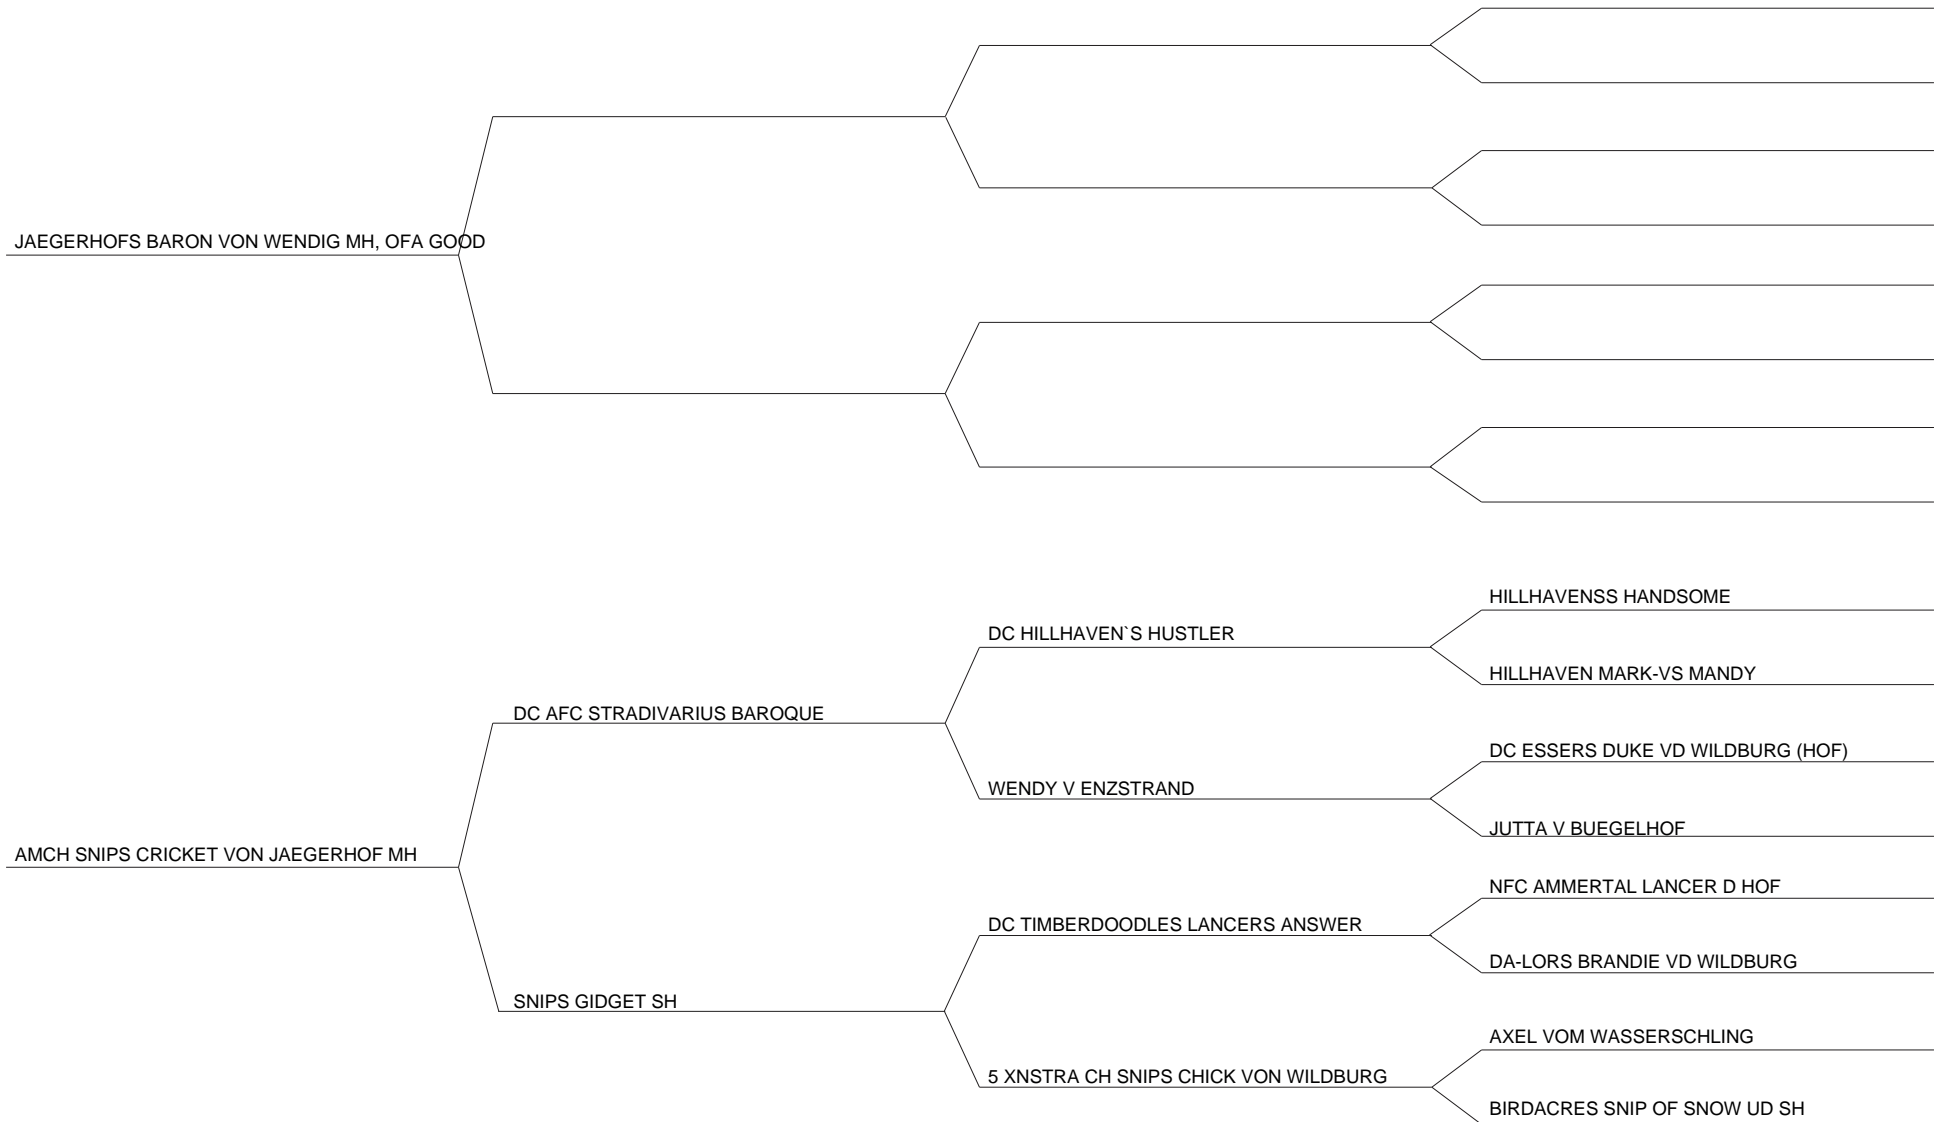 JAEGERHOFS BARON VON WENDIG MH, OFA GOOD
HILLHAVENSS HANDSOME
DC HILLHAVEN`S HUSTLER
HILLHAVEN MARK-VS MANDY
DC AFC STRADIVARIUS BAROQUE
DC ESSERS DUKE VD WILDBURG (HOF)
WENDY V ENZSTRAND
JUTTA V BUEGELHOF
AMCH SNIPS CRICKET VON JAEGERHOF MH
NFC AMMERTAL LANCER D HOF
DC TIMBERDOODLES LANCERS ANSWER
DA-LORS BRANDIE VD WILDBURG
SNIPS GIDGET SH
AXEL VOM WASSERSCHLING
5 XNSTRA CH SNIPS CHICK VON WILDBURG
BIRDACRES SNIP OF SNOW UD SH